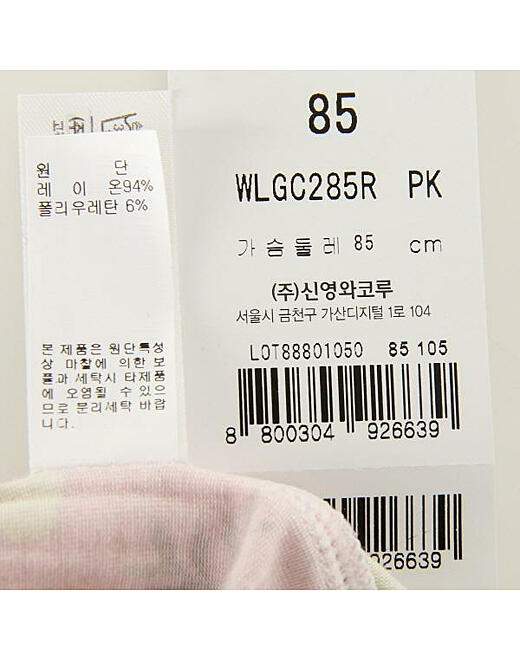 원 단
레 이 온94%
폴리우레탄 6%
본 제품은 원단특성
상 마찰에 의한 보
풀과 세탁시 타제품
에 오염될 수 있으
므로 분리세탁 바랍
니다.
85
WLGC285R PK
가슴둘레 85 cm
(주)신영와코루
서울시 금천구 가산디지털 1로 104
LOT88801050 85 105
8 800304 926639
926639